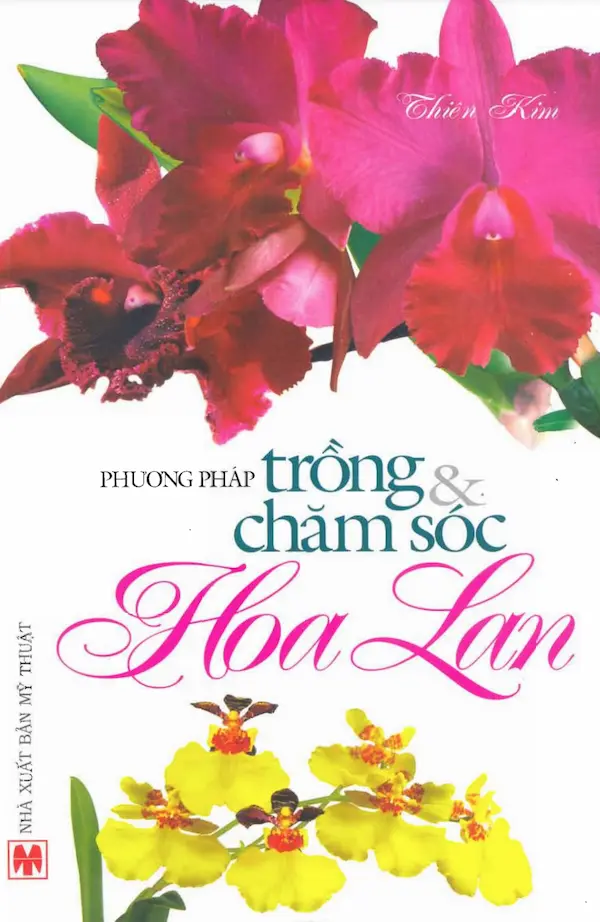 Thiên Kim
PHƯƠNG PHÁP trồng &
chăm sóc
Hoa Lan
NHÀ XUẤT BẢN MỸ THUẬT